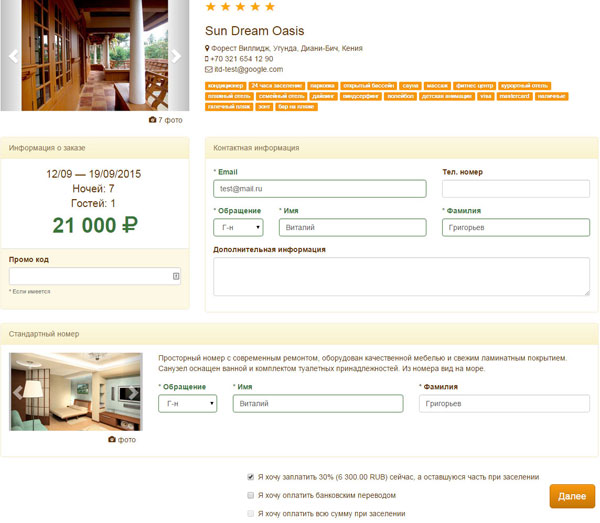 Sun Dream Oasis
Форест Виллидж, Угунда, Диани-Бич, Кения
+70 321 654 12 90
itd-test@google.com
кондиционер 24 часа заселение парковка открытый бассейн сауна массаж фитнес центр курортный отель
пляжный отель семейный отель дайвинг виндсерфинг волейбол детская анимация visa mastercard наличные
галечный пляж зонт бар на пляже
7 фото
Информация о заказе
12/09 — 19/09/2015
Ночей: 7
Гостей: 1
21 000 ₽
Промо код
* Если имеется
Контактная информация
* Email
Тел. номер
test@mail.ru
* Обращение
* Имя
* Фамилия
Г-н
Виталий
Григорьев
Дополнительная информация
Стандартный номер
Просторный номер с современным ремонтом, оборудован качественной мебелью и свежим ламинатным покрытием.
Санузел оснащен ванной и комплектом туалетных принадлежностей. Из номера вид на море.
* Обращение
* Имя
* Фамилия
Г-н
Виталий
Григорьев
фото
Я хочу заплатить 30% (6 300.00 RUB) сейчас, а оставшуюся часть при заселении
Я хочу оплатить банковским переводом
Я хочу оплатить всю сумму при заселении
Далее